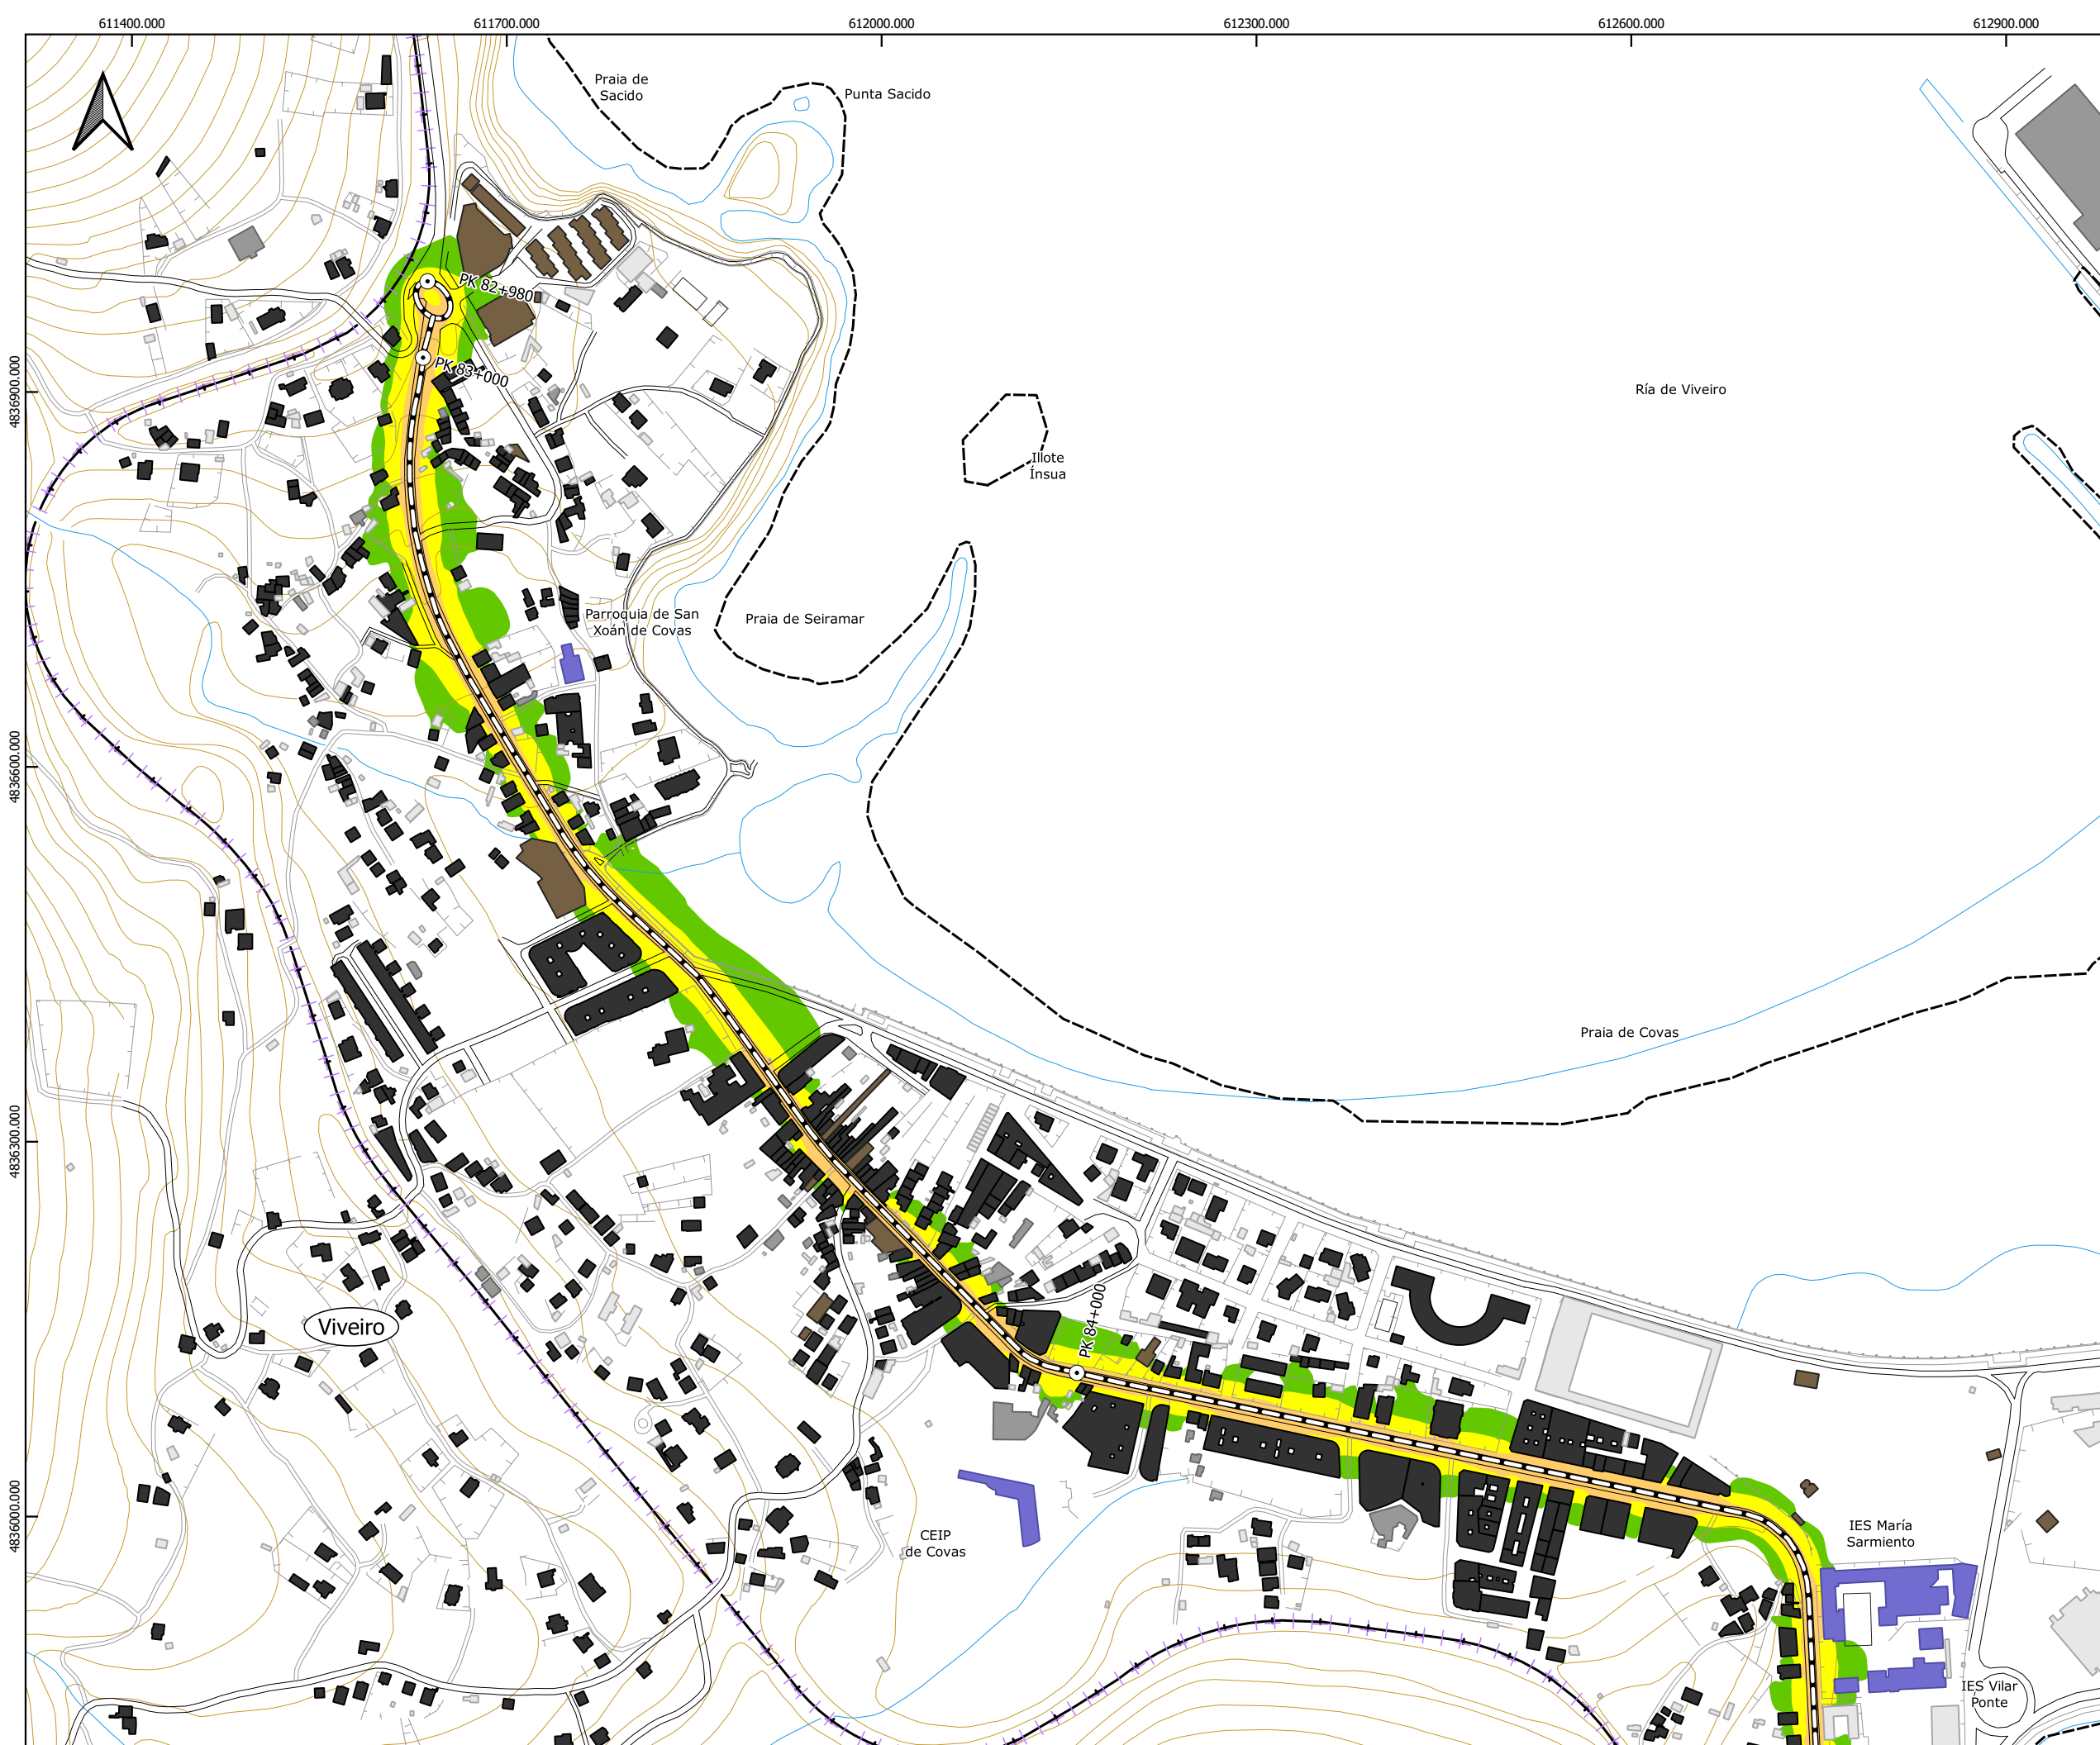 611400.000
611700.000
612000.000
612300.000
612600.000
612900.000
Praia de
Sacido
Punta Sacido
PK 82+980
PK 83+000
4836900.000
Ría de Viveiro
Illote
Ínsua
Parroquia de San
Xoán de Covas
Praia de Seiramar
4836600.000
Praia de Covas
4836300.000
PK 84+000
Viveiro
4836000.000
CEIP
de Covas
IES María
Sarmiento
IES Vilar
Ponte